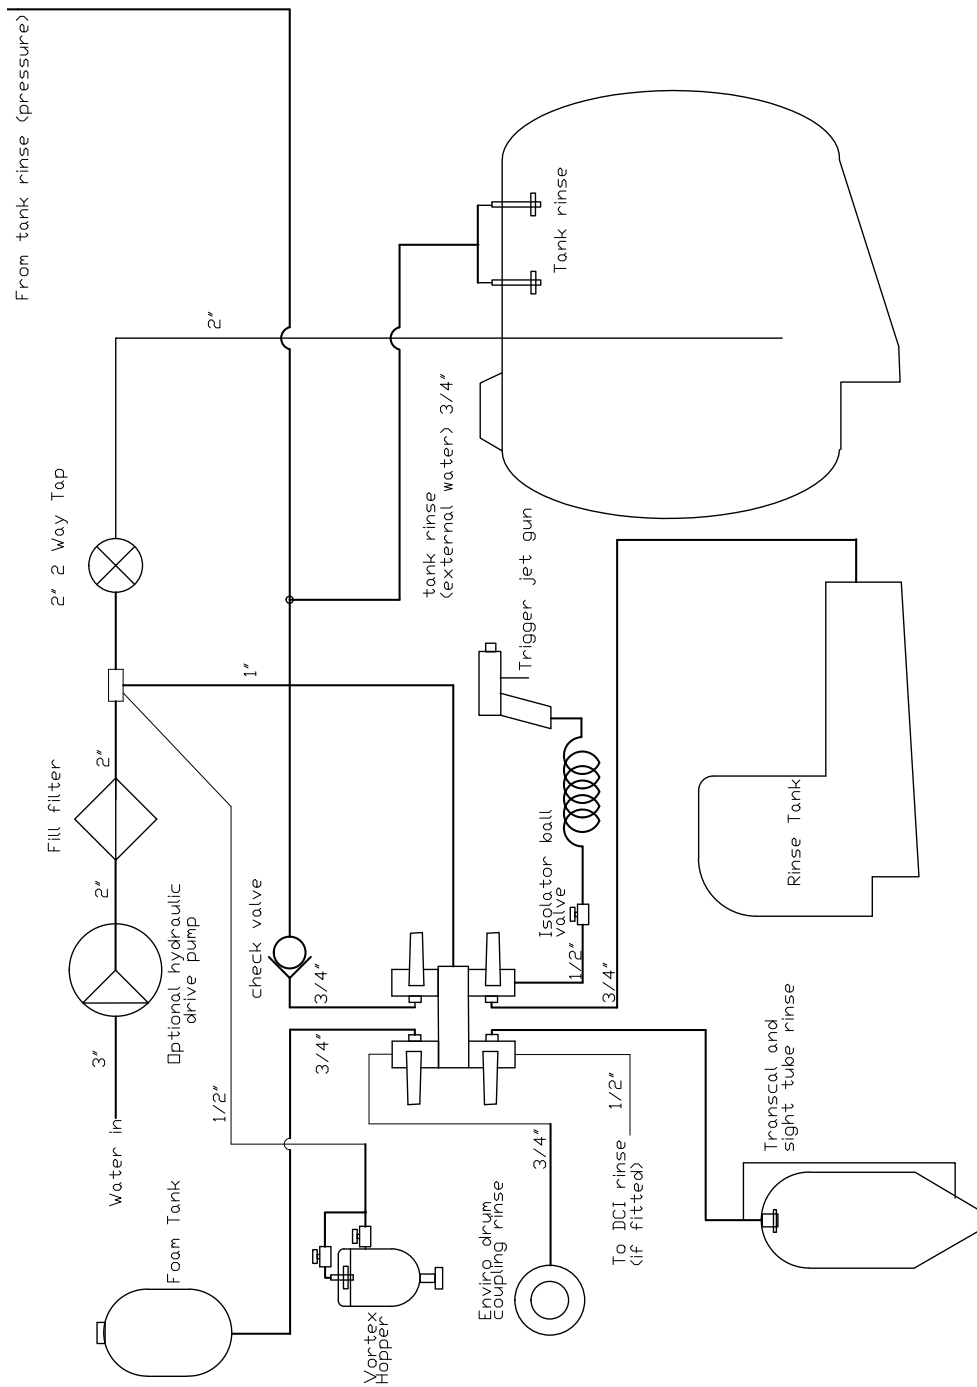 From tank rinse (pressure)
Fill filter
2" 2 Way Tap
3"
2"
2"
Water in
Foam Tank
Optional hydraulic
drive pump
2"
1/2"
1"
check valve
3/4"
3/4"
Vortex
Hopper
tank rinse
(external water) 3/4"
Enviro drum
coupling rinse
Trigger jet gun
3/4"
Isolator ball
valve
Tank rinse
1/2"
3/4"
1/2"
To DCI rinse
(if fitted)
Transcal and
sight tube rinse
Rinse Tank